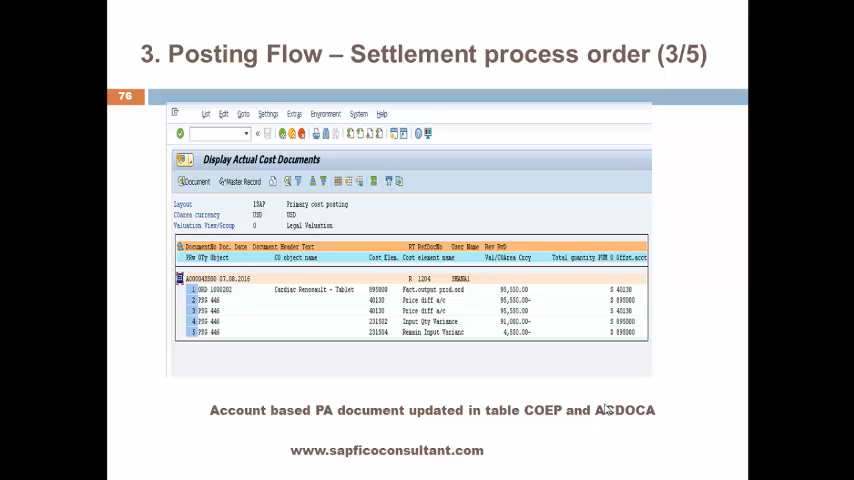 3. Posting Flow – Settlement process order (3/5)
76
List Edit Goto Settings Extras Environment System Help
Display Actual Cost Documents
Document Master Record
Layout 1SAP Primary cost posting
COarea currency USD USD
Valuation View/Group 0 Legal Valuation
DocumentNo Doc. Date Document Header Text RT RefDocNo User Name Rev RvD
PRw OTy Object CO object name Cost Elem. Cost element name Val/COArea Crcy Total quantity PUM O Offst.acct
A00004S500 07.08.2016 R 1204 SHANA1
1 ORD 1000202 Cardiac Renosault - Tablet 895000 Fact.output prod.ord 95,550.00 S 40130
2 PSG 446 40130 Price diff a/c 95,550.00- S 895000
3 PSG 446 40130 Price diff a/c 95,550.00 S 40130
4 PSG 446 231502 Input Qty Variance 91,000.00- S 895000
5 PSG 446 231504 Remain Input Varianc 4,550.00- S 895000
Account based PA document updated in table COEP and ACDOCA
www.sapficoconsultant.com